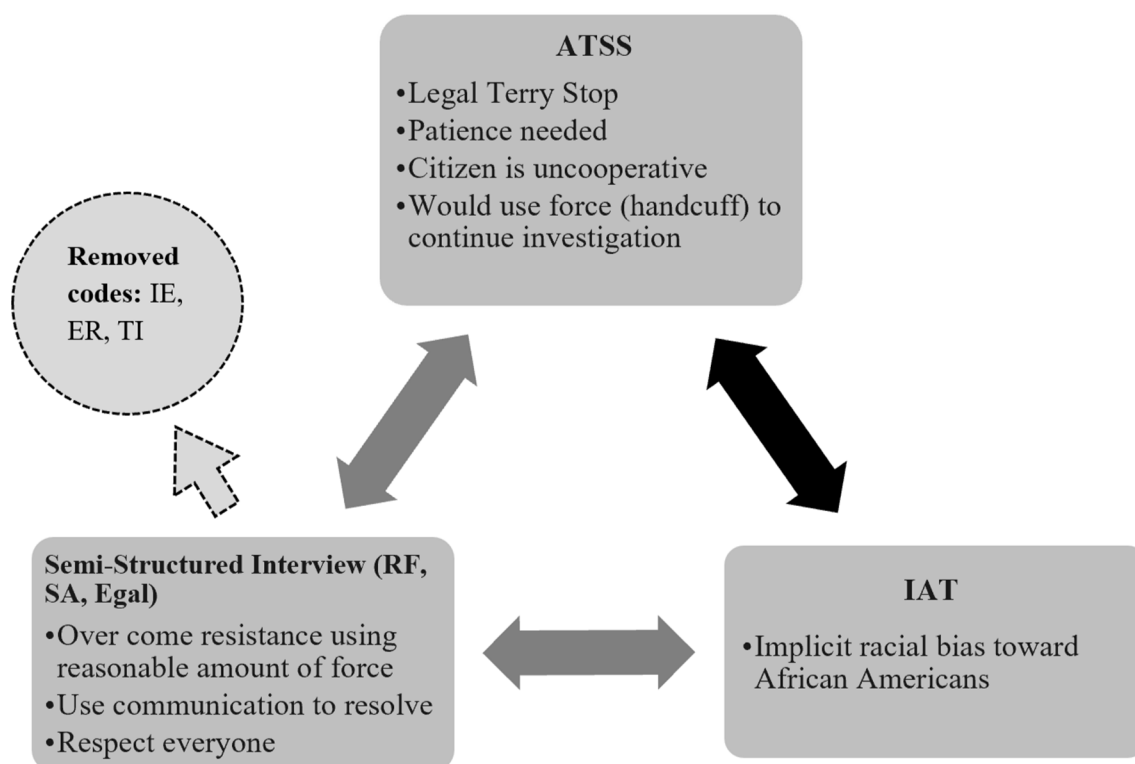 ATSS
•Legal Terry Stop
•Patience needed
•Citizen is uncooperative
•Would use force (handcuff) to
continue investigation
Removed
codes: IE,
ER, TI
Semi-Structured Interview (RF,
SA, Egal)
•Over come resistance using
reasonable amount of force
•Use communication to resolve
•Respect everyone
IAT
•Implicit racial bias toward
African Americans